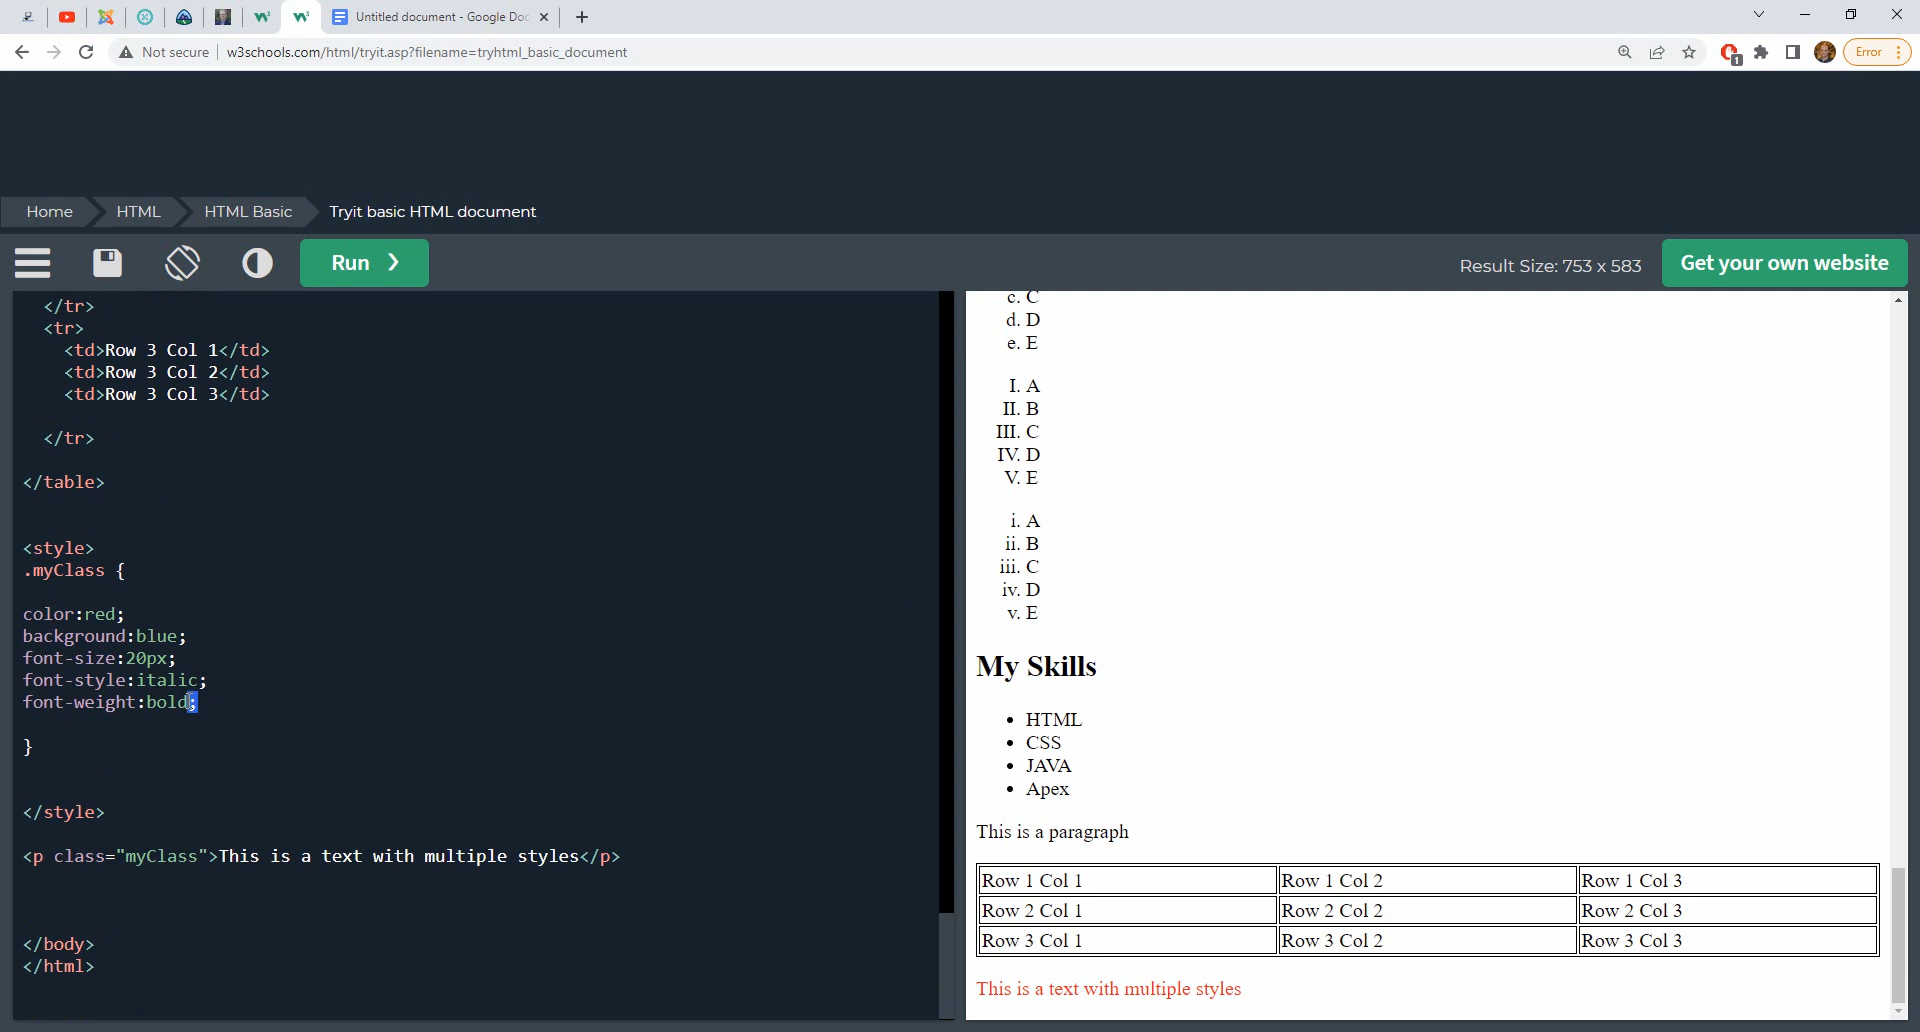 Untitled document - Google Doc
Not secure
w3schools.com/html/tryit.asp?filename=tryhtml_basic_document
1
Error
Home
HTML
HTML Basic
Tryit basic HTML document
Run ❯
Result Size: 753 x 583
Get your own website
</tr>
<tr>
<td>Row 3 Col 1</td>
<td>Row 3 Col 2</td>
<td>Row 3 Col 3</td>
</tr>
</table>
<style>
.myClass {
color:red;
background:blue;
font-size:20px;
font-style:italic;
font-weight:bold;
}
</style>
<p class="myClass">This is a text with multiple styles</p>
</body>
</html>
c. C
d. D
e. E
I. A
II. B
III. C
IV. D
V. E
i. A
ii. B
iii. C
iv. D
v. E
My Skills
• HTML
• CSS
• JAVA
• Apex
This is a paragraph
Row 1 Col 1 Row 1 Col 2 Row 1 Col 3
Row 2 Col 1 Row 2 Col 2 Row 2 Col 3
Row 3 Col 1 Row 3 Col 2 Row 3 Col 3
This is a text with multiple styles